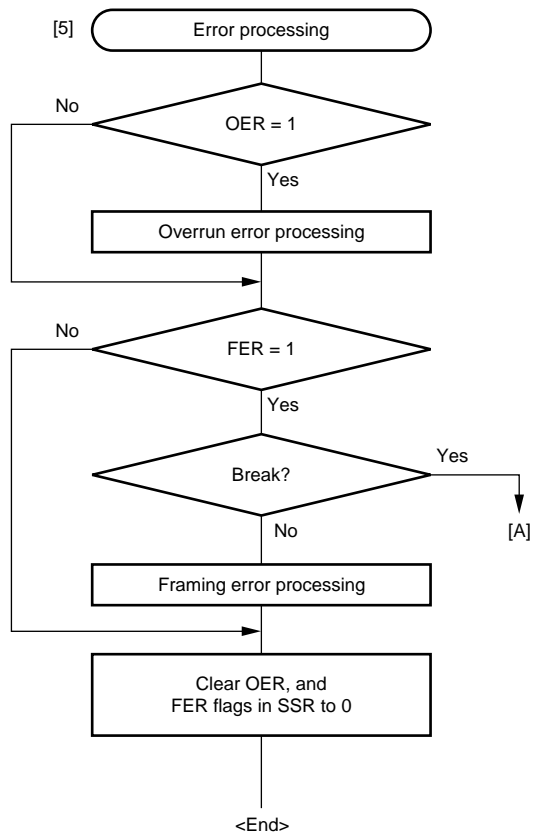 [5]
Error processing
No
OER = 1
Yes
Overrun error processing
No
FER = 1
Yes
Yes
Break?
[A]
No
Framing error processing
Clear OER, and
FER flags in SSR to 0
<End>